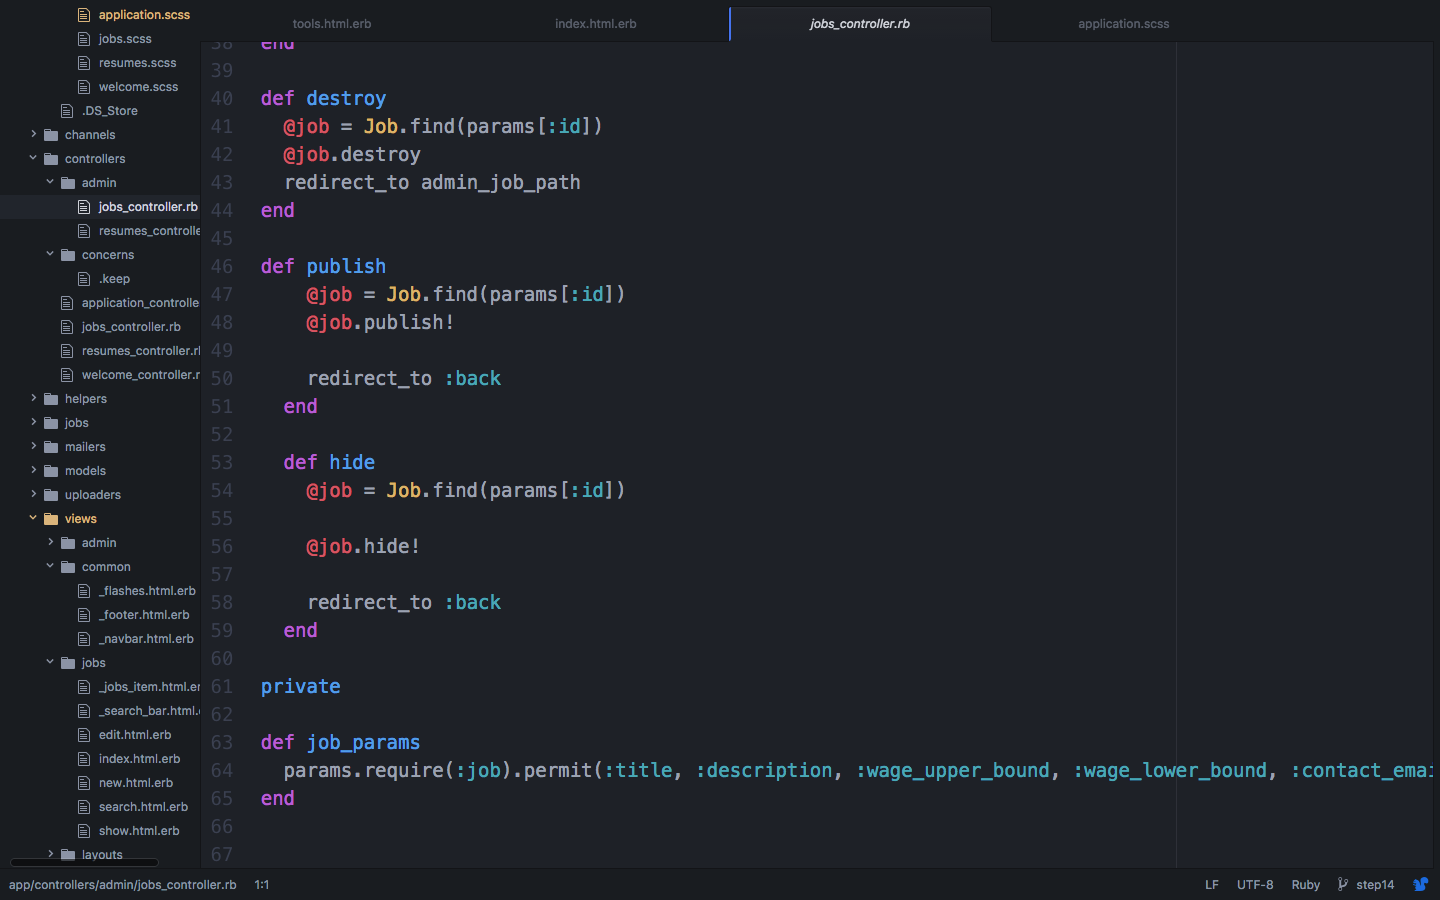 application.scss
jobs.scss
resumes.scss
welcome.scss
.DS_Store
channels
controllers
admin
jobs_controller.rb
resumes_controlle
concerns
.keep
application_controlle
jobs_controller.rb
resumes_controller.r
welcome_controller.r
helpers
jobs
mailers
models
uploaders
views
admin
common
_flashes.html.erb
_footer.html.erb
_navbar.html.erb
jobs
_jobs_item.html.er
_search_bar.html.
edit.html.erb
index.html.erb
new.html.erb
search.html.erb
show.html.erb
layouts
tools.html.erb
index.html.erb
jobs_controller.rb
application.scss
38 end
39
40 def destroy
41 @job = Job.find(params[:id])
42 @job.destroy
43 redirect_to admin_job_path
44 end
45
46 def publish
47 @job = Job.find(params[:id])
48 @job.publish!
49
50 redirect_to :back
51 end
52
53 def hide
54 @job = Job.find(params[:id])
55
56 @job.hide!
57
58 redirect_to :back
59 end
60
61 private
62
63 def job_params
64 params.require(:job).permit(:title, :description, :wage_upper_bound, :wage_lower_bound, :contact_emai
65 end
66
67
app/controllers/admin/jobs_controller.rb 1:1
LF UTF-8 Ruby step14